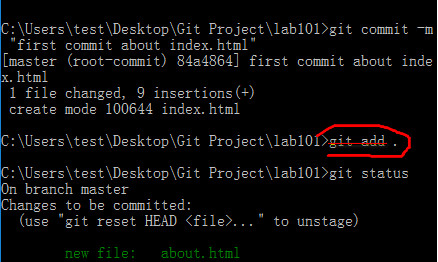 C:\Users\test\Desktop\Git Project\lab101>git commit -m
"first commit about index.html"
[master (root-commit) 84a4864] first commit about inde
x.html
1 file changed, 9 insertions(+)
create mode 100644 index.html
C:\Users\test\Desktop\Git Project\lab101>git add .
C:\Users\test\Desktop\Git Project\lab101>git status
On branch master
Changes to be committed:
(use "git reset HEAD <file>..." to unstage)
new file:   about.html